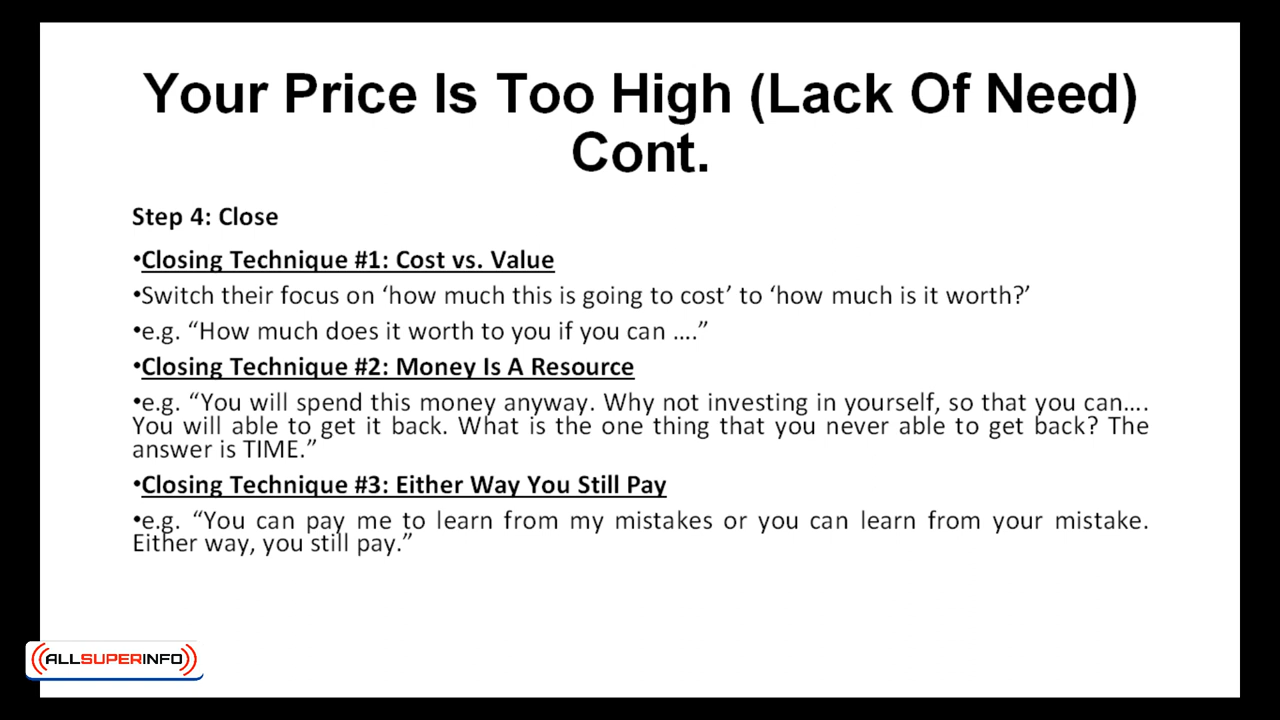 Your Price Is Too High (Lack Of Need)
Cont.
Step 4: Close
•Closing Technique #1: Cost vs. Value
•Switch their focus on ‘how much this is going to cost’ to ‘how much is it worth?’
•e.g. “How much does it worth to you if you can ….”
•Closing Technique #2: Money Is A Resource
•e.g. “You will spend this money anyway. Why not investing in yourself, so that you can….
You will able to get it back. What is the one thing that you never able to get back? The
answer is TIME.”
•Closing Technique #3: Either Way You Still Pay
•e.g. “You can pay me to learn from my mistakes or you can learn from your mistake.
Either way, you still pay.”
ALLSUPERINFO